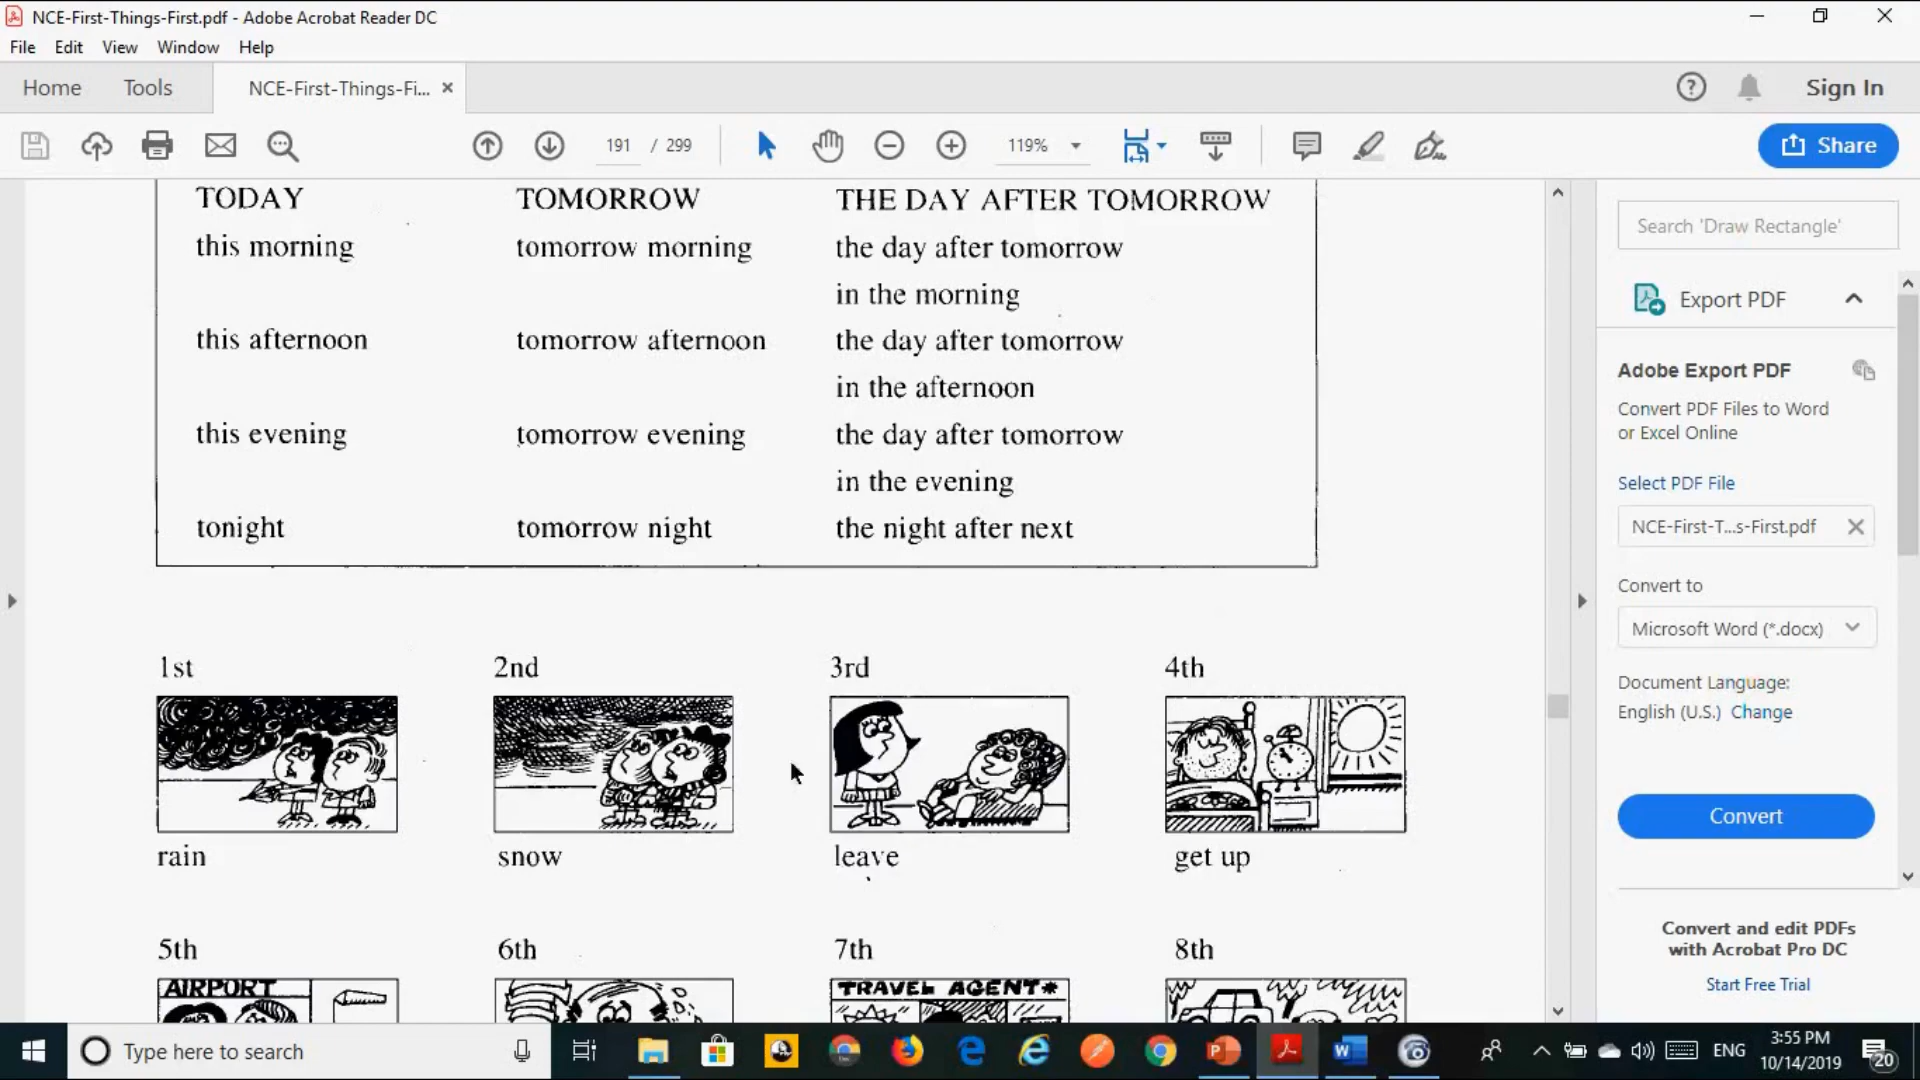 NCE-First-Things-First.pdf - Adobe Acrobat Reader DC
File Edit View Window Help
Home Tools NCE-First-Things-Fi... × Sign In
191 / 299 119% Share
TODAY TOMORROW THE DAY AFTER TOMORROW
this morning tomorrow morning the day after tomorrow
in the morning
this afternoon tomorrow afternoon the day after tomorrow
in the afternoon
this evening tomorrow evening the day after tomorrow
in the evening
tonight tomorrow night the night after next
1st 2nd 3rd 4th
rain snow leave get up
5th 6th 7th 8th
AIRPORT TRAVEL AGENT*
Search 'Draw Rectangle'
Export PDF
Adobe Export PDF
Convert PDF Files to Word
or Excel Online
Select PDF File
NCE-First-T...s-First.pdf
Convert to
Microsoft Word (*.docx)
Document Language:
English (U.S.) Change
Convert
Convert and edit PDFs
with Acrobat Pro DC
Start Free Trial
Type here to search
ENG
3:55 PM
10/14/2019
20